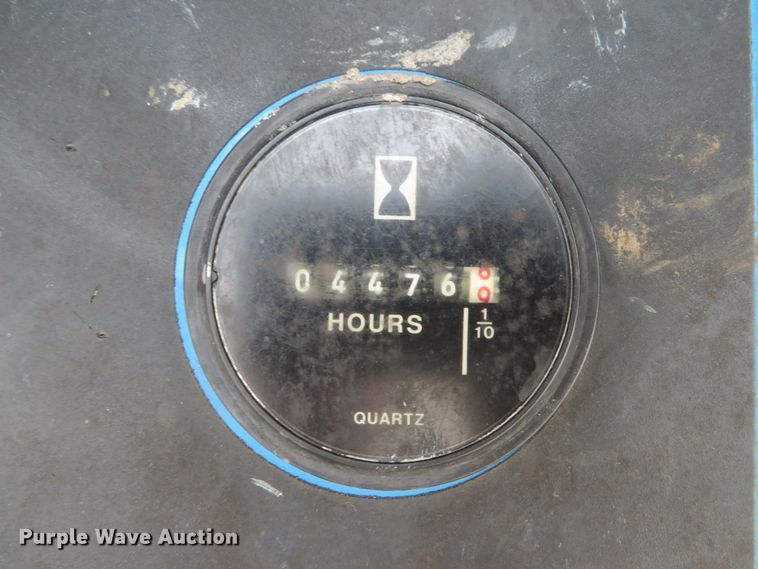 04476
HOURS
1/10
QUARTZ
Purple Wave Auction